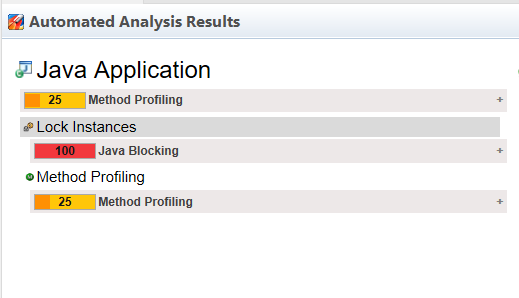 Automated Analysis Results
Java Application
25 Method Profiling +
Lock Instances
100 Java Blocking +
Method Profiling
25 Method Profiling +